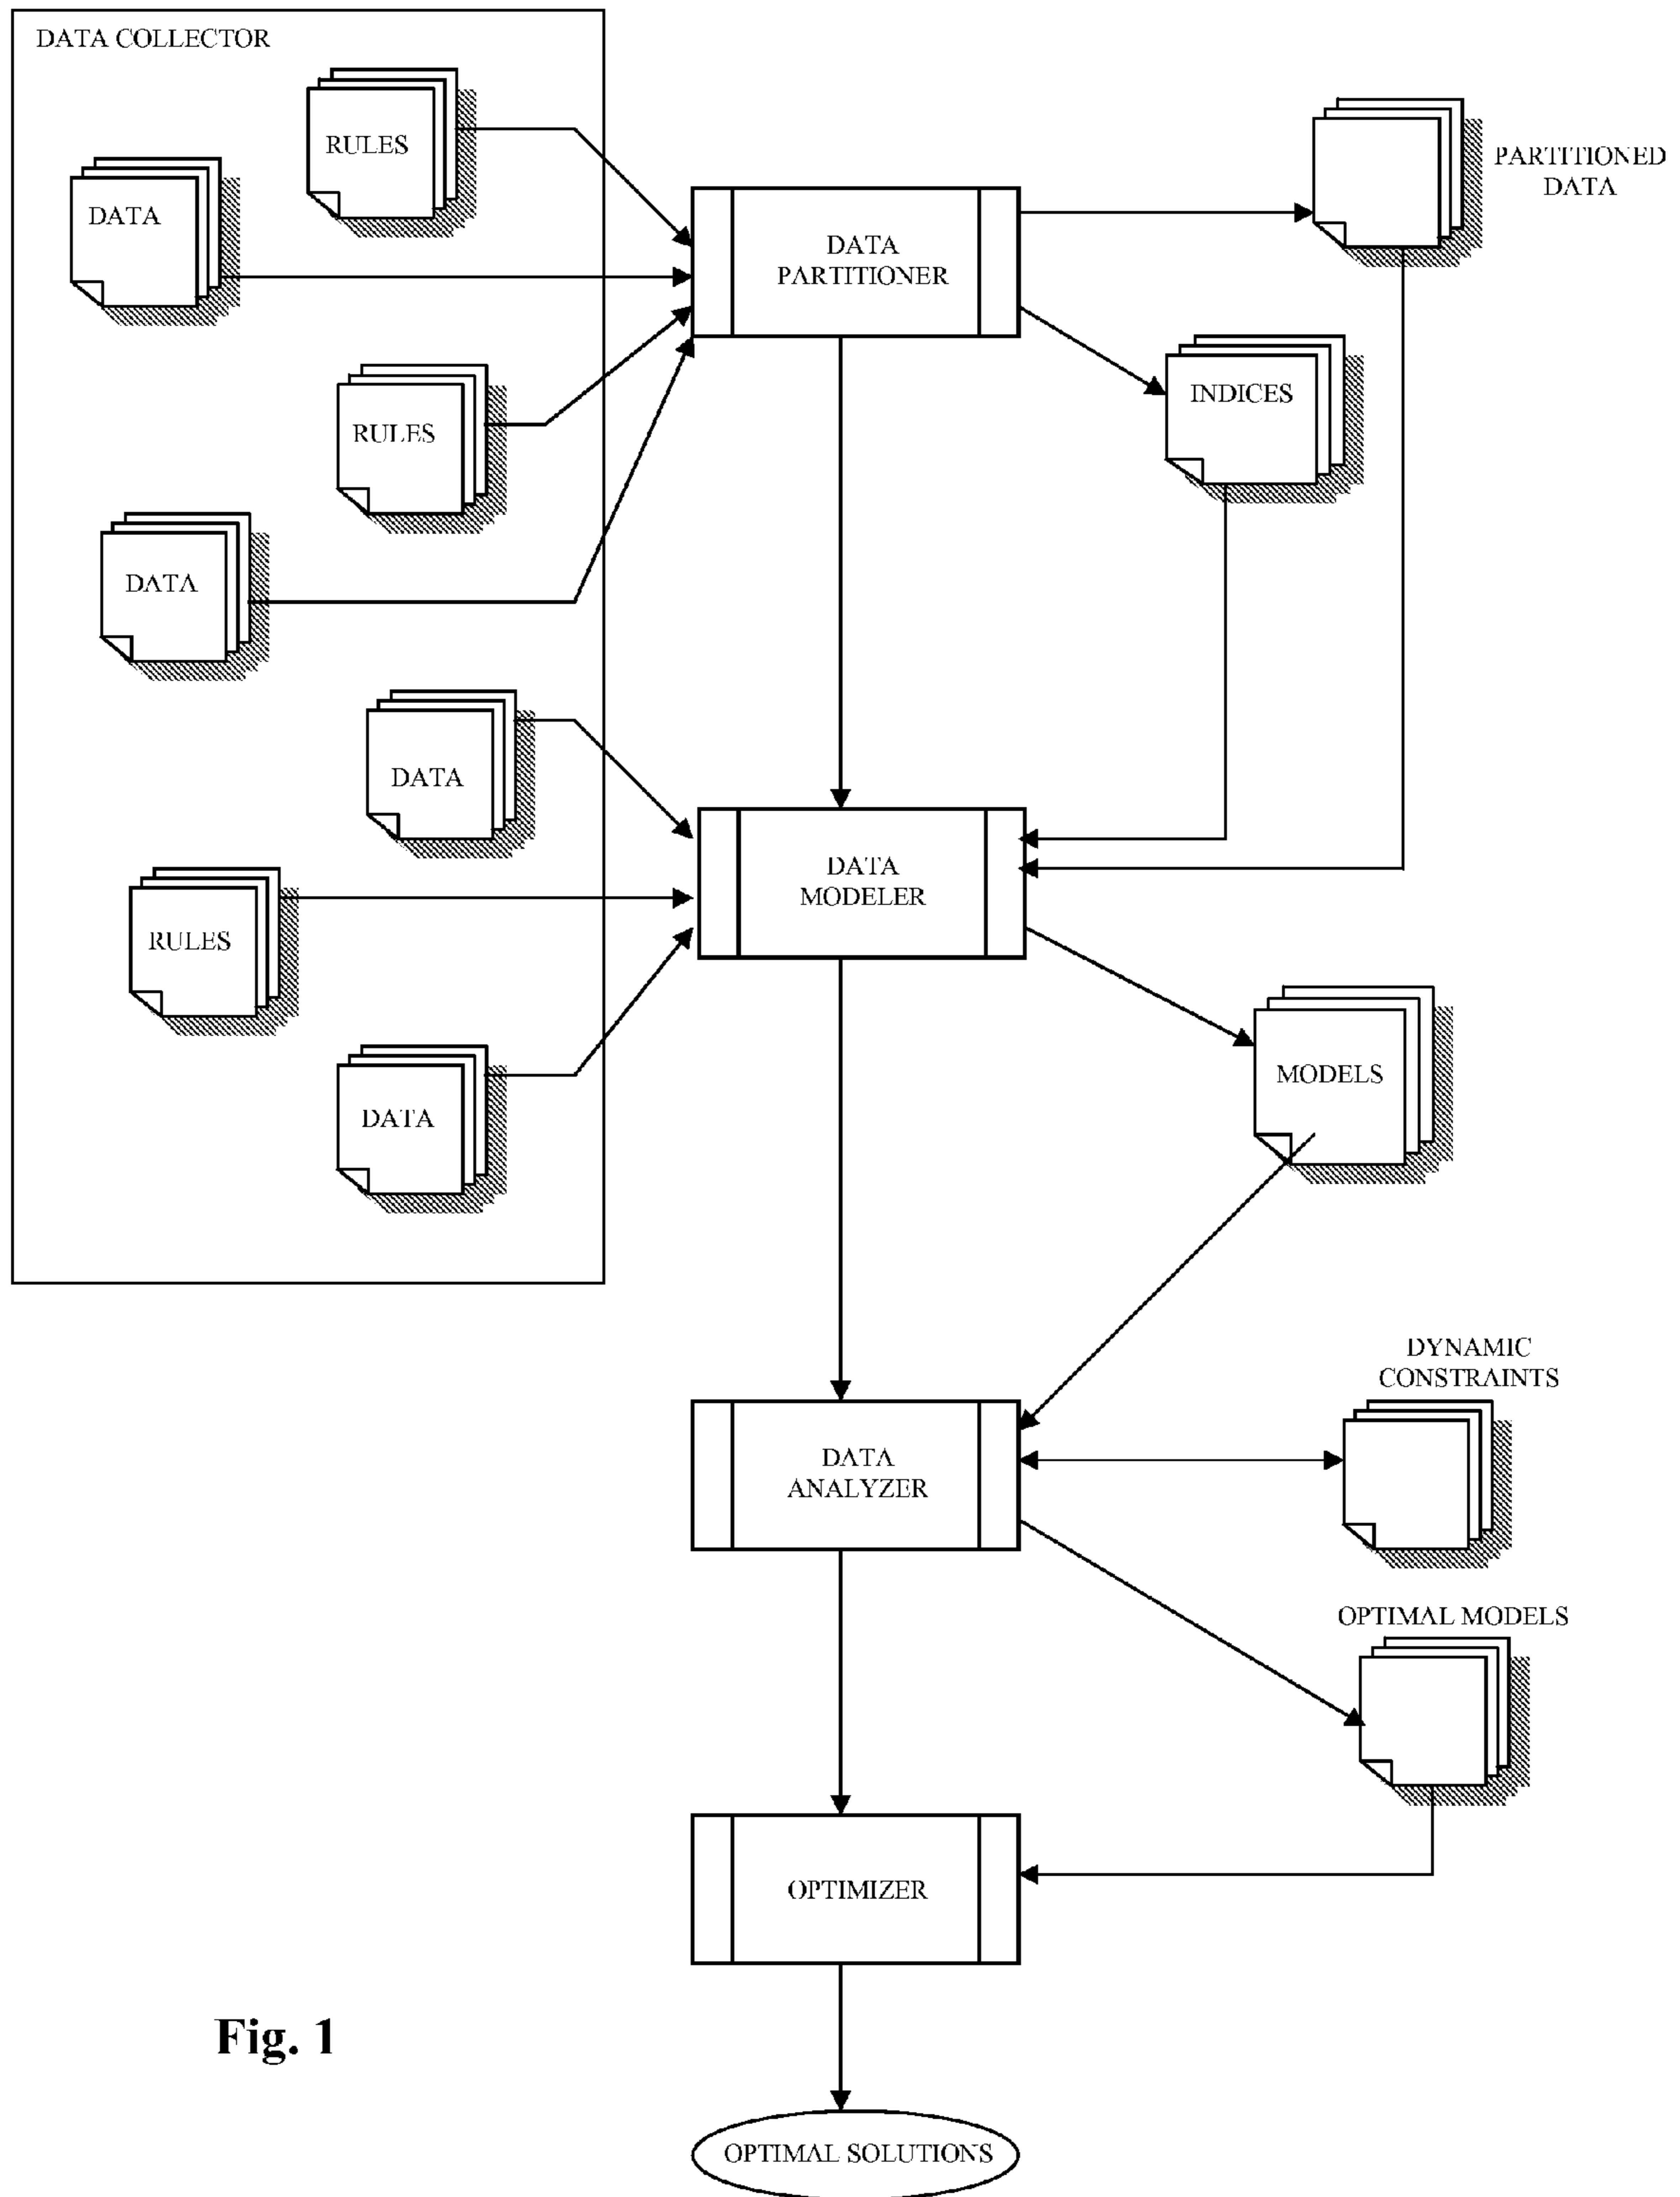 DATA COLLECTOR
RULES
DATA
PARTITIONED
DATA
DATA
PARTITIONER
INDICES
RULES
DATA
DATA
DATA
MODELER
RULES
MODELS
DATA
DYNAMIC
CONSTRAINTS
DATA
ANALYZER
OPTIMAL MODELS
OPTIMIZER
Fig. 1
OPTIMAL SOLUTIONS